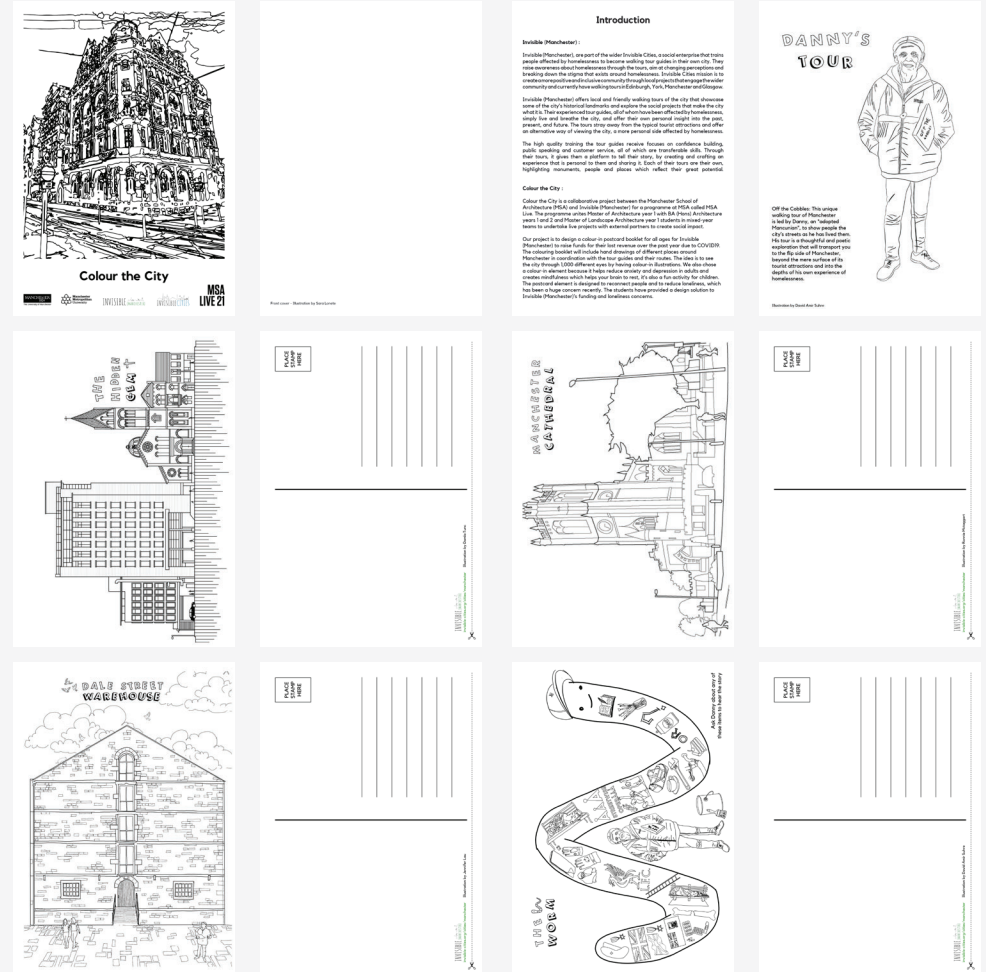 Colour the City
MANCHESTER
Manchester
Metropolitan
University
INVISIBLE
INVISIBLE
MSA
LIVE 21
Front cover - Illustration by Sara Lunete
Introduction
Invisible (Manchester) :
Invisible (Manchester), are part of the wider Invisible Cities, a social enterprise that trains
people affected by homelessness to become walking tour guides in their own city. They
raise awareness about homelessness through the tours, aim at changing perceptions and
breaking down the stigma that exists around homelessness. Invisible Cities mission is to
create a more positive and inclusive community through local projects that engage the wider
community and currently have walking tours in Edinburgh, York, Manchester and Glasgow.
Invisible (Manchester) offers local and friendly walking tours of the city that showcase
some of the city's historical landmarks and explore the social projects that make the city
what it is. Their experienced tour guides, all of whom have been affected by homelessness,
simply live and breathe the city, and offer their own personal insight into the past,
present, and future. The tours stray away from the typical tourist attractions and offer
an alternative way of viewing the city, a more personal side affected by homelessness.
The high quality training the tour guides receive focuses on confidence building,
public speaking and customer service, all of which are transferable skills. Through
their tours, it gives them a platform to tell their story, by creating and crafting an
experience that is personal to them and sharing it. Each of their tours are their own,
highlighting monuments, people and places which reflect their great potential.
Colour the City :
Colour the City is a collaborative project between the Manchester School of
Architecture (MSA) and Invisible (Manchester) for a programme at MSA called MSA
Live. The programme unites Master of Architecture year 1 with BA (Hons) Architecture
years 1 and 2 and Master of Landscape Architecture year 1 students in mixed-year
teams to undertake live projects with external partners to create social impact.
Our project is to design a colour-in postcard booklet for all ages for Invisible
(Manchester) to raise funds for their lost revenue over the past year due to COVID19.
The colouring booklet will include hand drawings of different places around
Manchester in coordination with the tour guides and their routes. The idea is to see
the city through 1,000 different eyes by having colour-in illustrations. We also chose
a colour-in element because it helps reduce anxiety and depression in adults and
creates mindfulness which helps your brain to rest, it's also a fun activity for children.
The postcard element is designed to reconnect people and to reduce loneliness, which
has been a huge concern recently. The students have provided a design solution to
Invisible (Manchester)'s funding and loneliness concerns.
DANNY'S
TOUR
Off the Cobbles: This unique
walking tour of Manchester
is led by Danny, an "adopted
Mancunian", to show people the
city's streets as he has lived them.
His tour is a thoughtful and poetic
exploration that will transport you
to the flip side of Manchester,
beyond the mere surface of its
tourist attractions and into the
depths of his own experience of
homelessness.
Illustration by David-Amir Suhre
THE
HIDDEN
GEM
PLACE
STAMP
HERE
INVISIBLE
MANCHESTER
CATHEDRAL
PLACE
STAMP
HERE
INVISIBLE
DALE STREET
WAREHOUSE
PLACE
STAMP
HERE
Illustration by Jennifer Lau
INVISIBLE
THE
WORM
Ask Danny about any of
these items to hear the story
PLACE
STAMP
HERE
Illustration by David-Amir Suhre
INVISIBLE